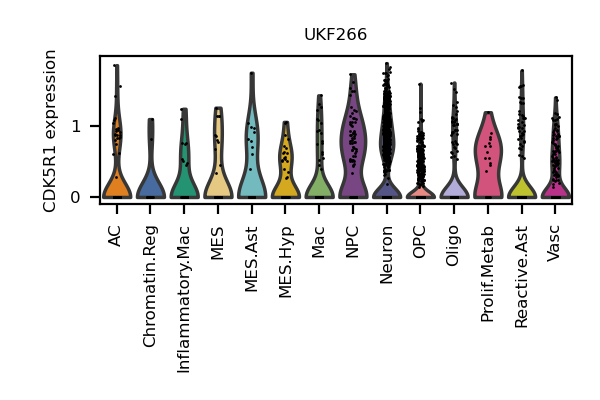 UKF266
CDK5R1 expression
1
0
AC
Chromatin.Reg
Inflammatory.Mac
MES
MES.Ast
MES.Hyp
Mac
NPC
Neuron
OPC
Oligo
Prolif.Metab
Reactive.Ast
Vasc